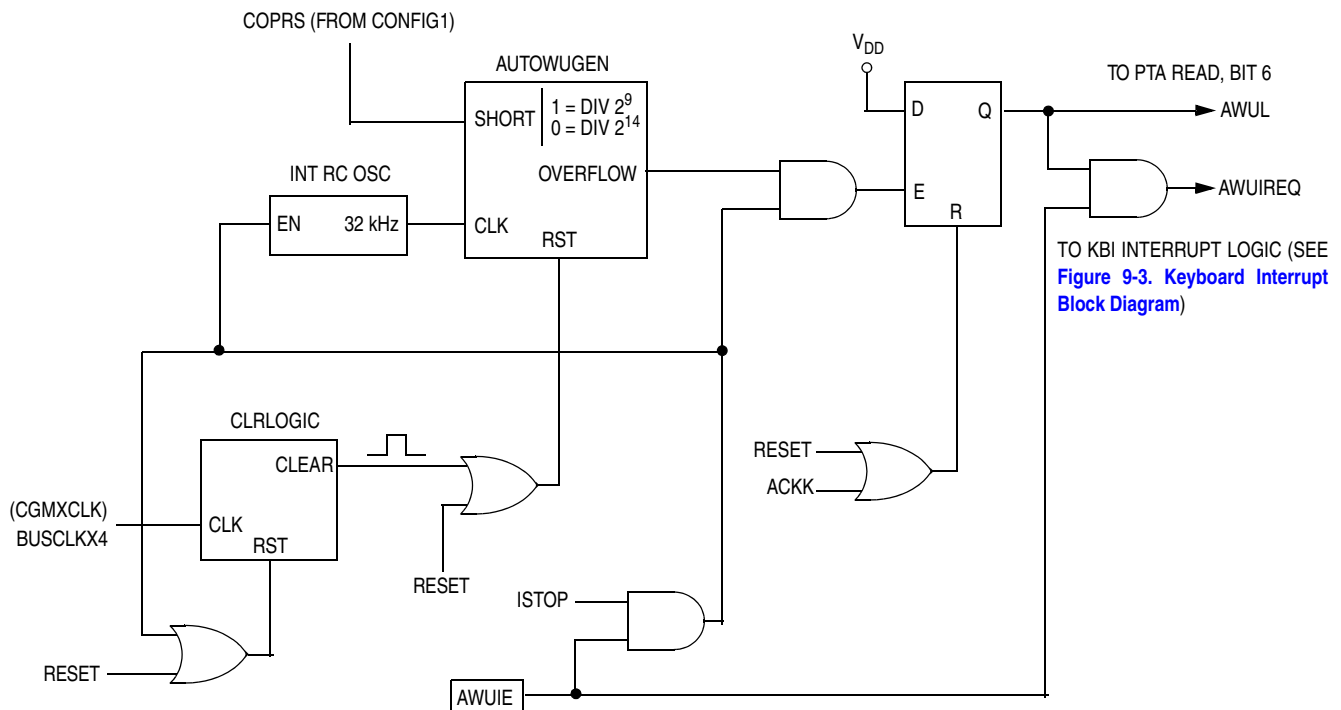 COPRS (FROM CONFIG1)
VDD
AUTOWUGEN
TO PTA READ, BIT 6
SHORT
1 = DIV 2^9
0 = DIV 2^14
D
Q
AWUL
INT RC OSC
OVERFLOW
E
AWUIREQ
EN
32 kHz
CLK
RST
R
TO KBI INTERRUPT LOGIC (SEE
Figure 9-3. Keyboard Interrupt
Block Diagram)
CLRLOGIC
CLEAR
RESET
ACKK
(CGMXCLK)
BUSCLKX4
CLK
RST
RESET
ISTOP
RESET
AWUIE